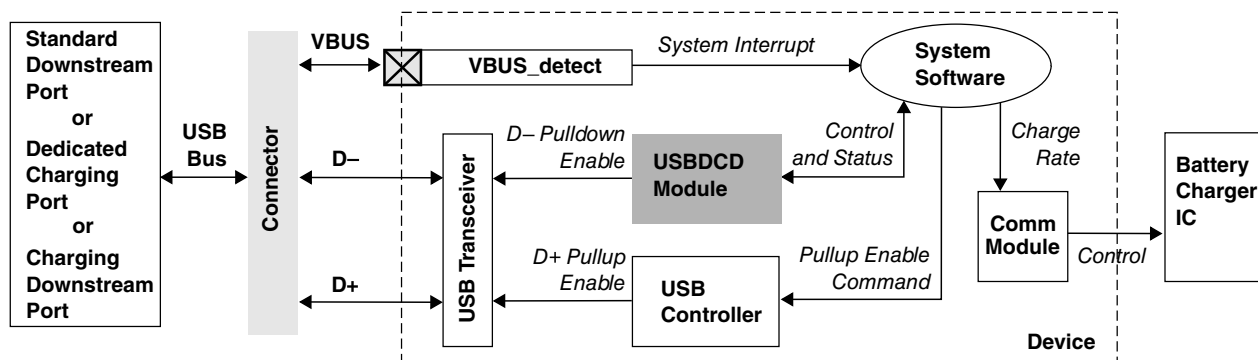 Standard
Downstream
Port
or
Dedicated
Charging
Port
or
Charging
Downstream
Port
USB
Bus
Connector
VBUS
D–
D+
VBUS_detect
System Interrupt
System
Software
USB Transceiver
D– Pulldown
Enable
USBDCD
Module
Control
and Status
Charge
Rate
D+ Pullup
Enable
USB
Controller
Pullup Enable
Command
Comm
Module
Control
Battery
Charger
IC
Device